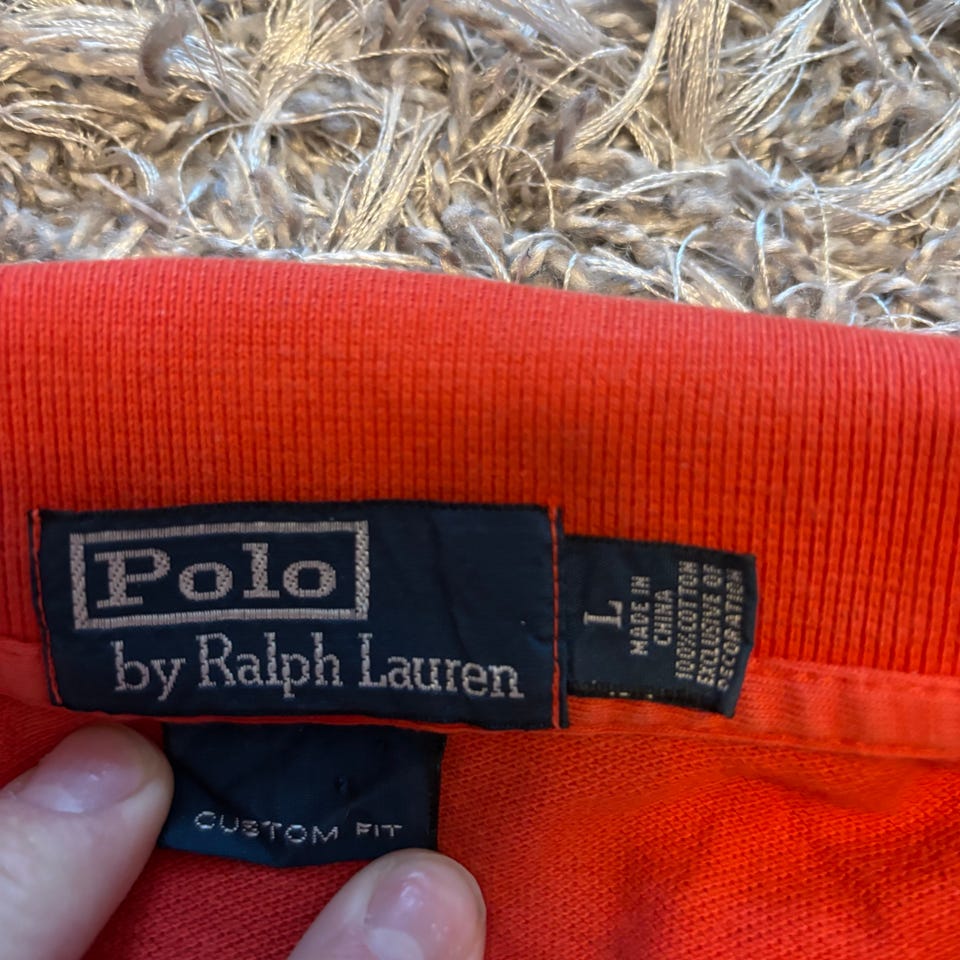 Polo
by Ralph Lauren
L
MADE IN
CHINA
100% COTTON
EXCLUSIVE OF
DECORATION
CUSTOM FIT